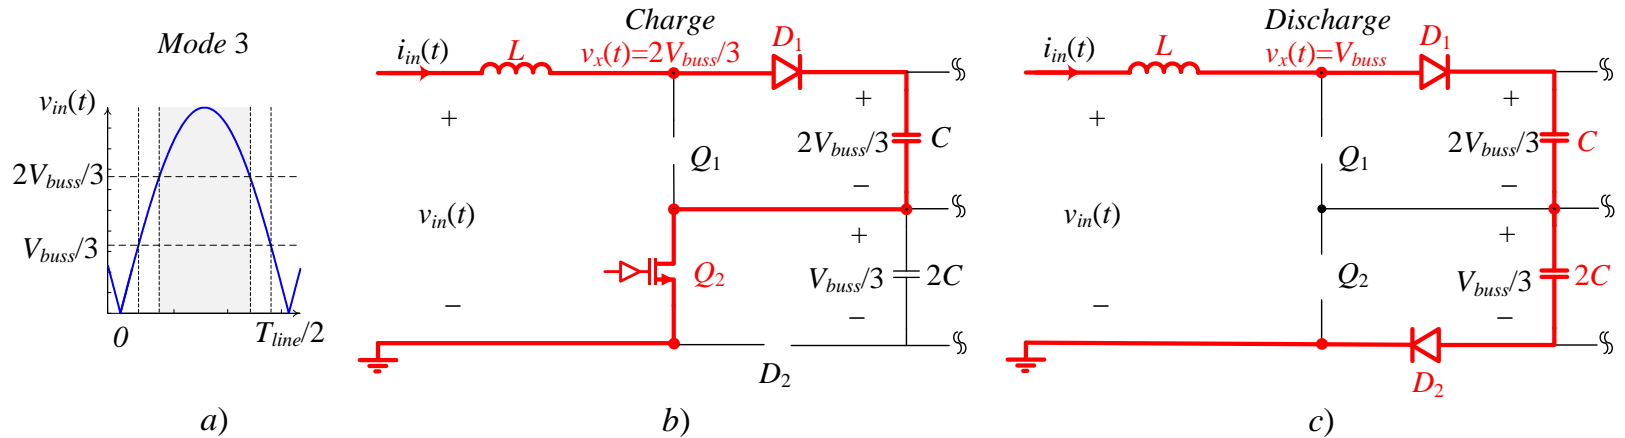 Mode 3
v_in(t)
2V_buss/3
V_buss/3
0
T_line/2
a)
Charge
i_in(t)
L
v_x(t)=2V_buss/3
D_1
+
+
2V_buss/3
C
Q_1
−
v_in(t)
+
Q_2
V_buss/3
2C
−
−
D_2
b)
Discharge
i_in(t)
L
v_x(t)=V_buss
D_1
+
+
2V_buss/3
C
Q_1
−
v_in(t)
+
Q_2
V_buss/3
2C
−
−
D_2
c)